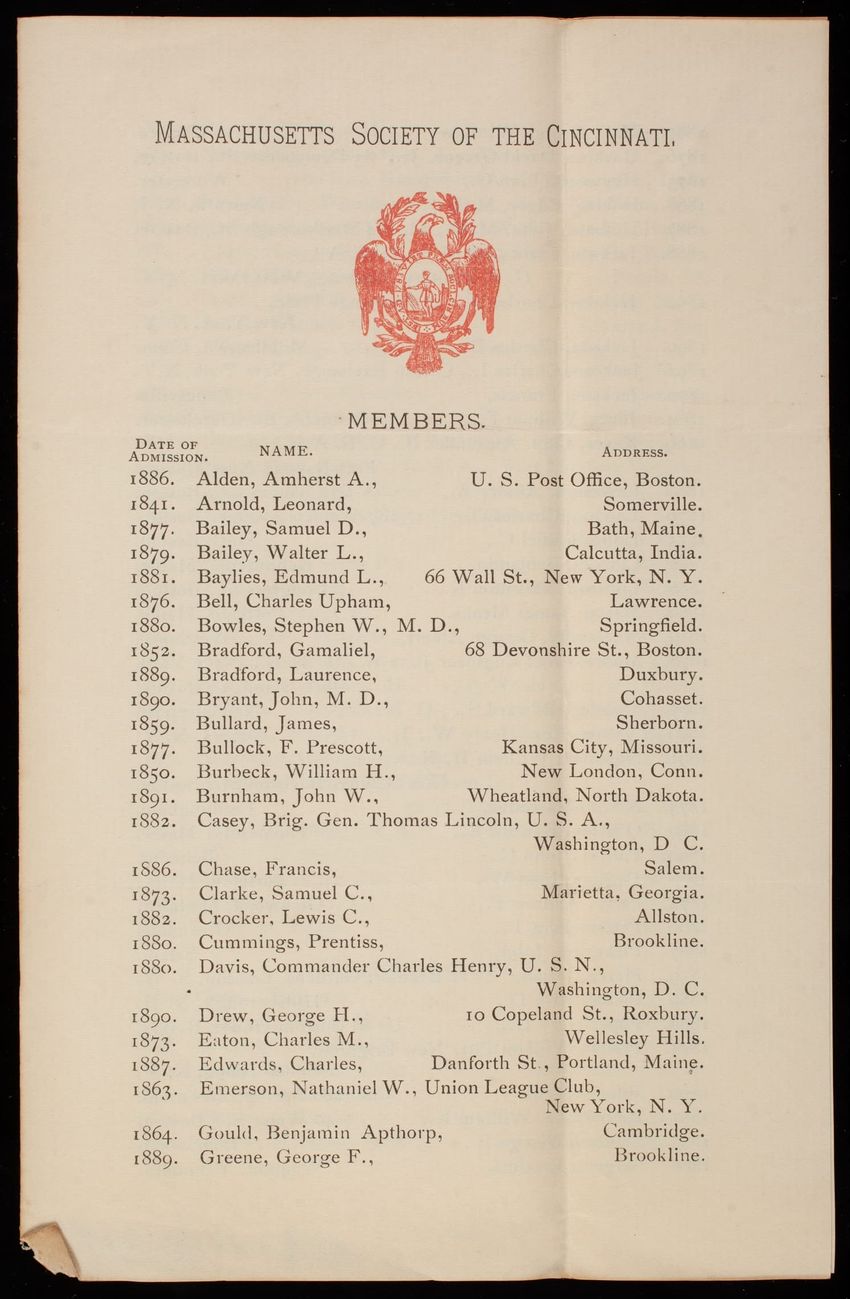 MASSACHUSETTS SOCIETY OF THE CINCINNATI.
MEMBERS.
DATE OF
ADMISSION. NAME. ADDRESS.
1886. Alden, Amherst A., U. S. Post Office, Boston.
1841. Arnold, Leonard, Somerville.
1877. Bailey, Samuel D., Bath, Maine.
1879. Bailey, Walter L., Calcutta, India.
1881. Baylies, Edmund L., 66 Wall St., New York, N. Y.
1876. Bell, Charles Upham, Lawrence.
1880. Bowles, Stephen W., M. D., Springfield.
1852. Bradford, Gamaliel, 68 Devonshire St., Boston.
1889. Bradford, Laurence, Duxbury.
1890. Bryant, John, M. D., Cohasset.
1859. Bullard, James, Sherborn.
1877. Bullock, F. Prescott, Kansas City, Missouri.
1850. Burbeck, William H., New London, Conn.
1891. Burnham, John W., Wheatland, North Dakota.
1882. Casey, Brig. Gen. Thomas Lincoln, U. S. A.,
Washington, D C.
1886. Chase, Francis, Salem.
1873. Clarke, Samuel C., Marietta, Georgia.
1882. Crocker, Lewis C., Allston.
1880. Cummings, Prentiss, Brookline.
1880. Davis, Commander Charles Henry, U. S. N.,
Washington, D. C.
1890. Drew, George H., 10 Copeland St., Roxbury.
1873. Eaton, Charles M., Wellesley Hills.
1887. Edwards, Charles, Danforth St., Portland, Maine.
1863. Emerson, Nathaniel W., Union League Club,
New York, N. Y.
1864. Gould, Benjamin Apthorp, Cambridge.
1889. Greene, George F., Brookline.